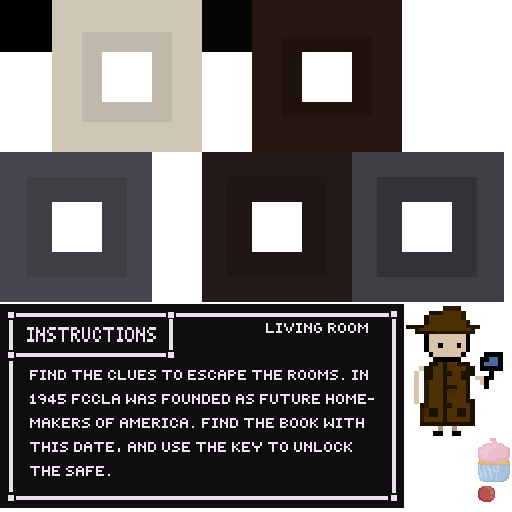 INSTRUCTIONS
LIVING ROOM
FIND THE CLUES TO ESCAPE THE ROOMS. IN
1945 FCCLA WAS FOUNDED AS FUTURE HOME-
MAKERS OF AMERICA. FIND THE BOOK WITH
THIS DATE, AND USE THE KEY TO UNLOCK
THE SAFE.